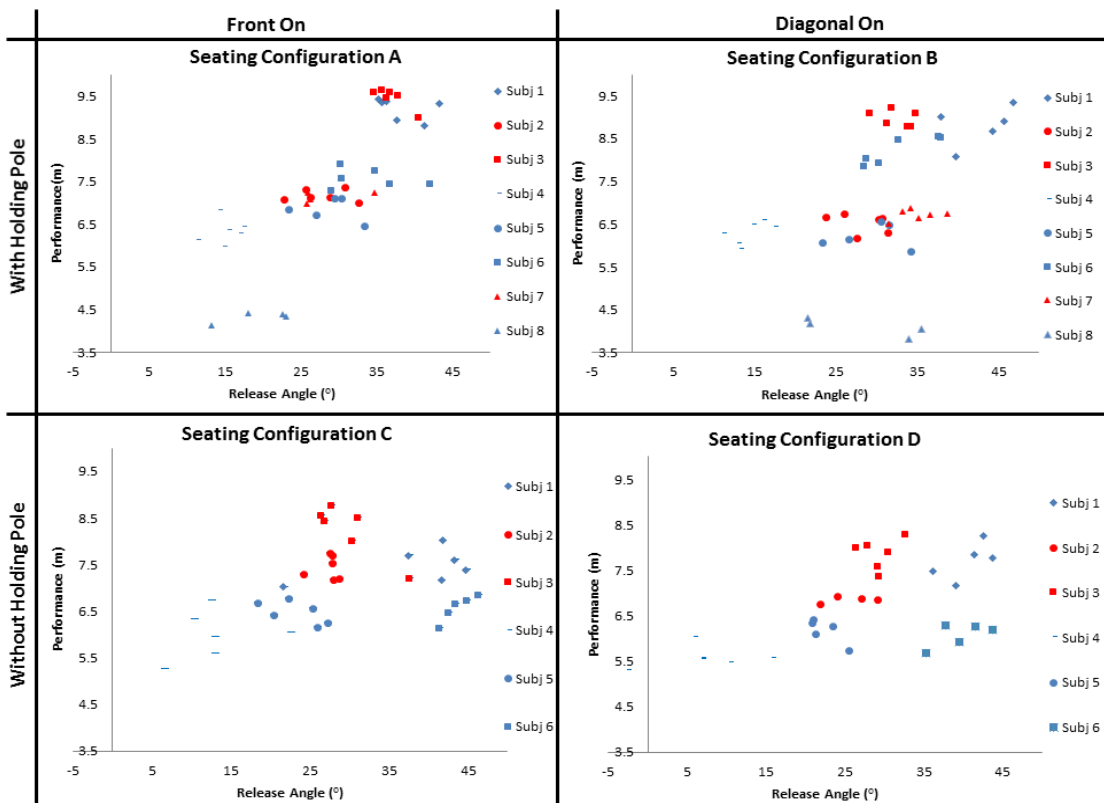 Front On
Diagonal On
With Holding Pole
Without Holding Pole
Seating Configuration A
Performance(m)
9.5
8.5
7.5
6.5
5.5
4.5
3.5
-5
5
15
25
35
45
Release Angle (°)
Subj 1
Subj 2
Subj 3
Subj 4
Subj 5
Subj 6
Subj 7
Subj 8
Seating Configuration B
Performance (m)
9.5
8.5
7.5
6.5
5.5
4.5
3.5
-5
5
15
25
35
45
Release Angle (°)
Subj 1
Subj 2
Subj 3
Subj 4
Subj 5
Subj 6
Subj 7
Subj 8
Seating Configuration C
Performance (m)
9.5
8.5
7.5
6.5
5.5
4.5
3.5
-5
5
15
25
35
45
Release Angle (°)
Subj 1
Subj 2
Subj 3
Subj 4
Subj 5
Subj 6
Seating Configuration D
Performance (m)
9.5
8.5
7.5
6.5
5.5
4.5
3.5
-5
5
15
25
35
45
Release Angle (°)
Subj 1
Subj 2
Subj 3
Subj 4
Subj 5
Subj 6